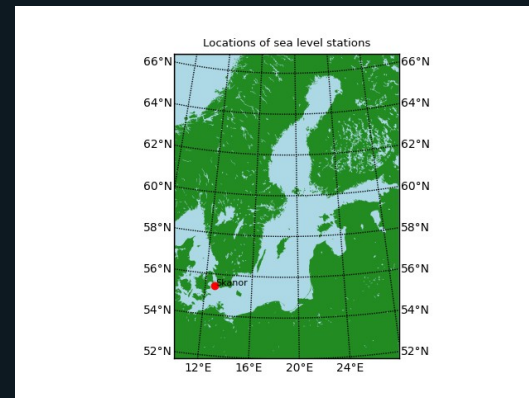 Locations of sea level stations
66°N 66°N
64°N 64°N
62°N 62°N
60°N 60°N
58°N 58°N
56°N 56°N
Skanor
54°N 54°N
52°N 52°N
12°E 16°E 20°E 24°E